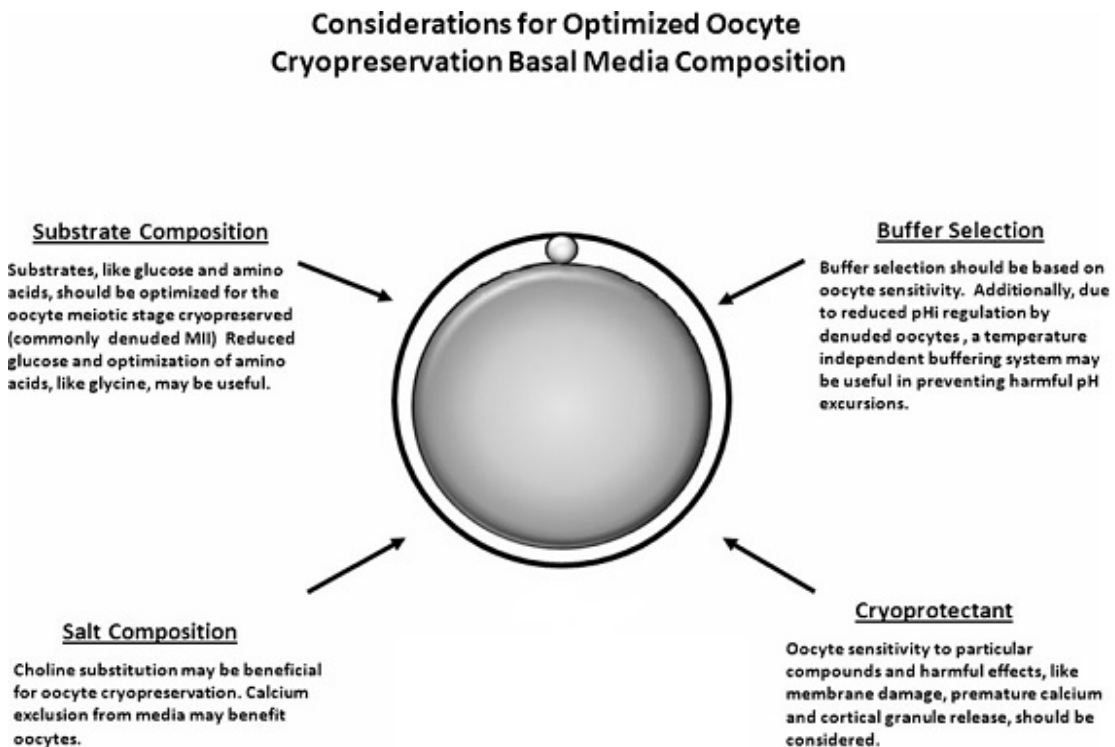 Considerations for Optimized Oocyte
Cryopreservation Basal Media Composition
Substrate Composition
Substrates, like glucose and amino
acids, should be optimized for the
oocyte meiotic stage cryopreserved
(commonly denuded MII) Reduced
glucose and optimization of amino
acids, like glycine, may be useful.
Buffer Selection
Buffer selection should be based on
oocyte sensitivity. Additionally, due
to reduced pHi regulation by
denuded oocytes , a temperature
independent buffering system may
be useful in preventing harmful pH
excursions.
Salt Composition
Choline substitution may be beneficial
for oocyte cryopreservation. Calcium
exclusion from media may benefit
oocytes.
Cryoprotectant
Oocyte sensitivity to particular
compounds and harmful effects, like
membrane damage, premature calcium
and cortical granule release, should be
considered.